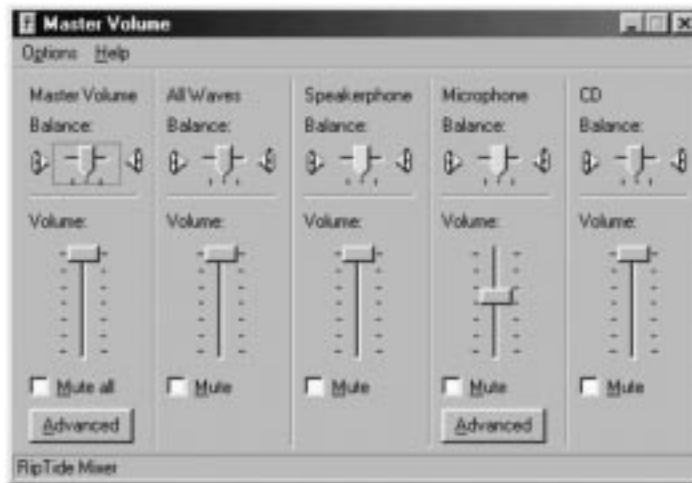 Master Volume
Options Help
Master Volume
Balance:
Volume:
Mute all
Advanced
All Waves
Balance:
Volume:
Mute
Speakerphone
Balance:
Volume:
Mute
Microphone
Balance:
Volume:
Mute
Advanced
CD
Balance:
Volume:
Mute
RipTide Mixer